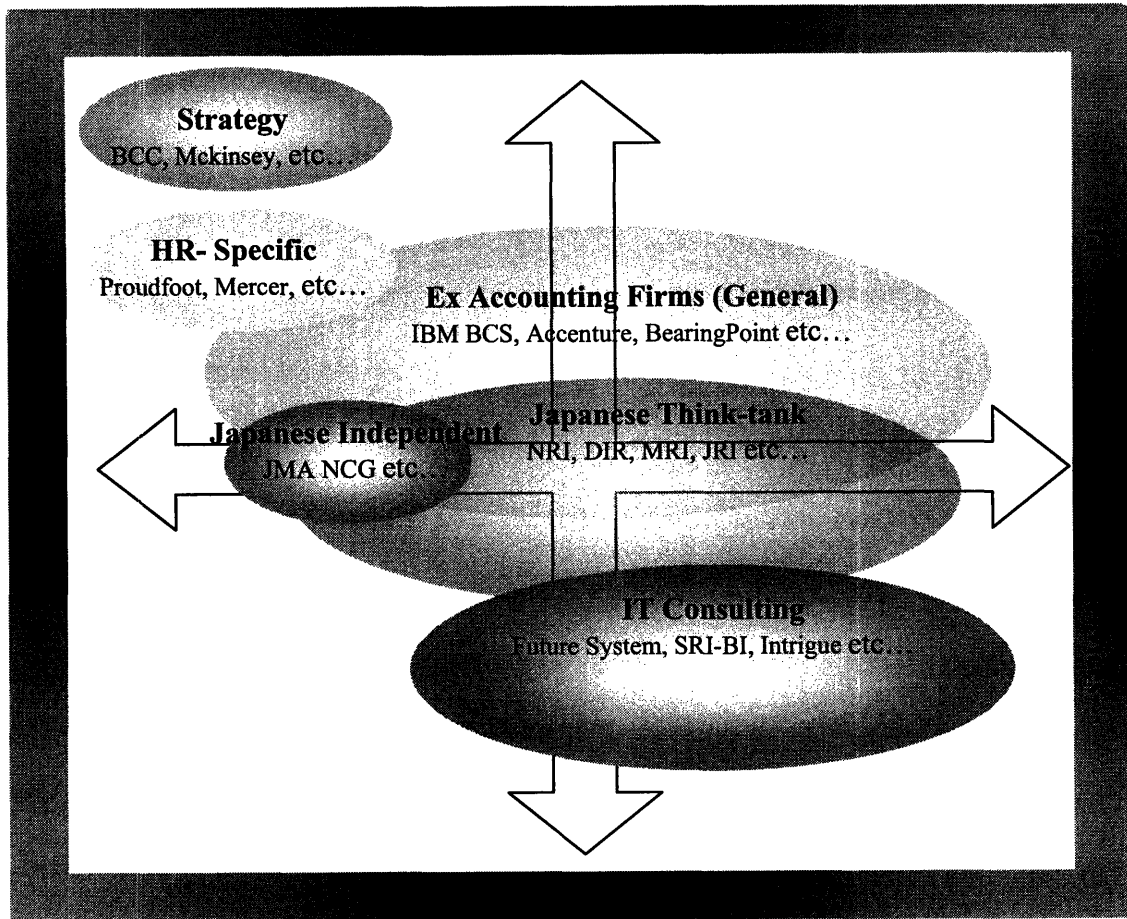 Strategy
BCC, Mckinsey, etc…
HR- Specific
Proudfoot, Mercer, etc…
Ex Accounting Firms (General)
IBM BCS, Accenture, BearingPoint etc…
Japanese Think-tank
NRI, DIR, MRI, JRI etc…
Japanese Independent
JMA NCG etc…
IT Consulting
Future System, SRI-BI, Intrigue etc…